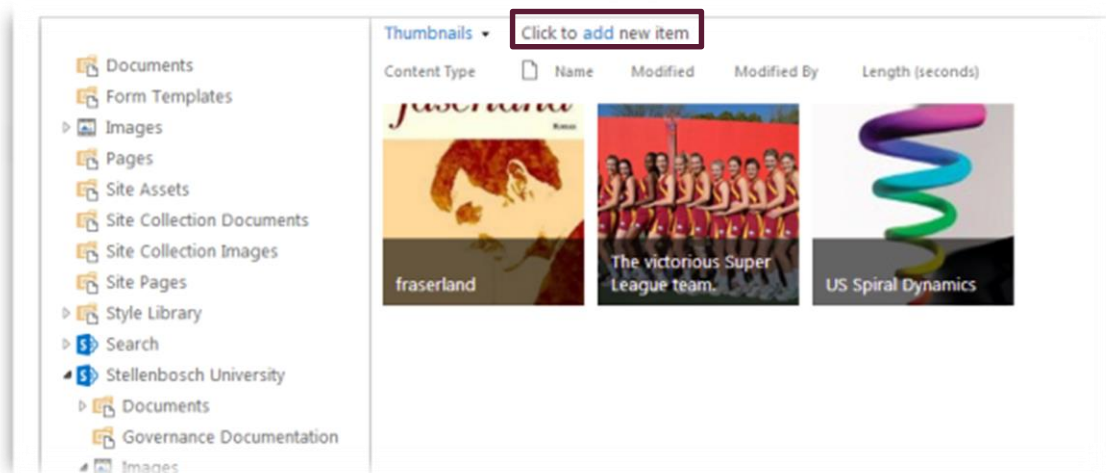 Thumbnails
Click to add new item
Content Type Name Modified Modified By Length (seconds)
Documents
Form Templates
Images
Pages
Site Assets
Site Collection Documents
Site Collection Images
Site Pages
Style Library
Search
Stellenbosch University
Documents
Governance Documentation
Images
faserland
Roman
fraserland
The victorious Super
League team.
US Spiral Dynamics